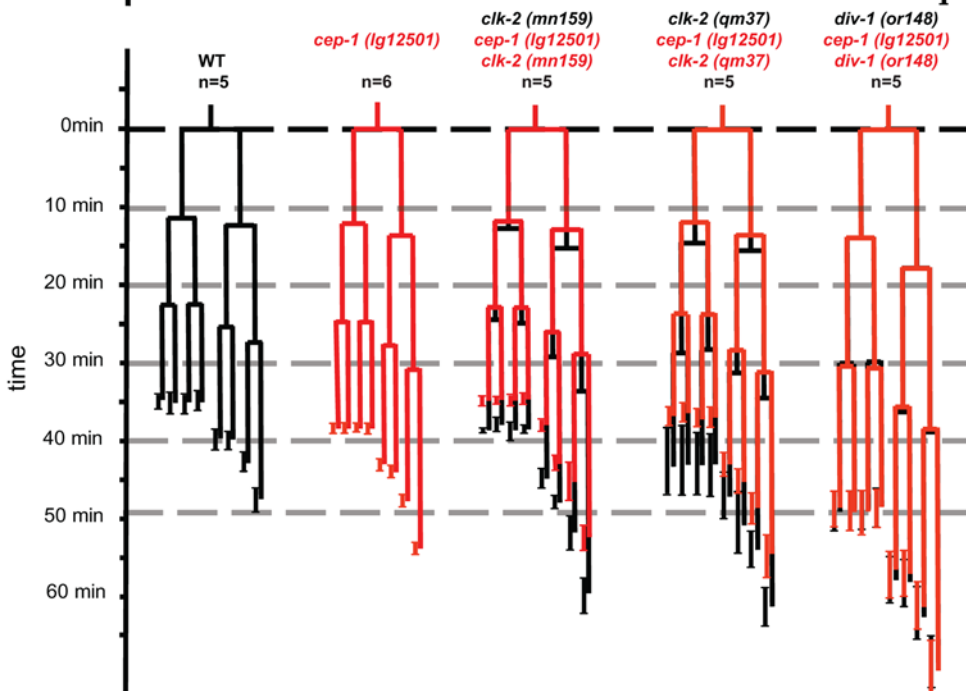 WT
n=5
cep-1 (lg12501)
n=6
clk-2 (mn159)
cep-1 (lg12501)
clk-2 (mn159)
n=5
clk-2 (qm37)
cep-1 (lg12501)
clk-2 (qm37)
n=5
div-1 (or148)
cep-1 (lg12501)
div-1 (or148)
n=5
time
0min
10 min
20 min
30 min
40 min
50 min
60 min